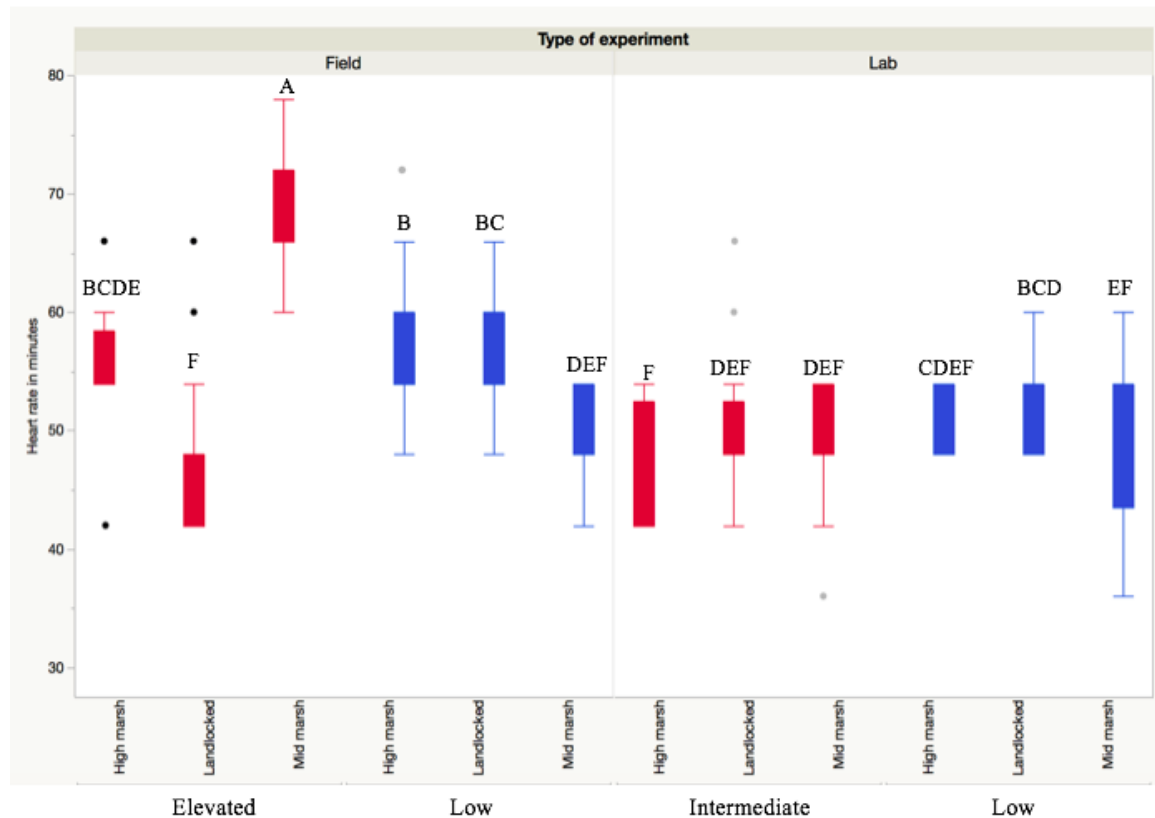 Type of experiment
Field Lab
80
70
60
50
40
30
Heart rate in minutes
A
B BC
BCDE BCD EF
F DEF F DEF DEF CDEF
High marsh Landlocked Mid marsh High marsh Landlocked Mid marsh High marsh Landlocked Mid marsh High marsh Landlocked Mid marsh
Elevated Low Intermediate Low